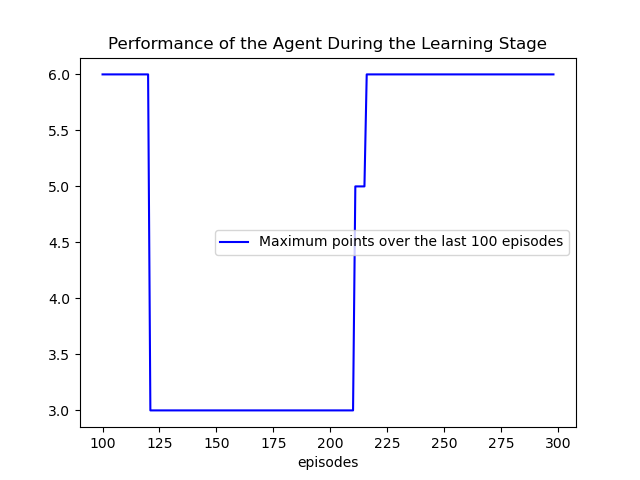 Performance of the Agent During the Learning Stage
6.0
5.5
5.0
4.5
4.0
3.5
3.0
Maximum points over the last 100 episodes
100 125 150 175 200 225 250 275 300
episodes